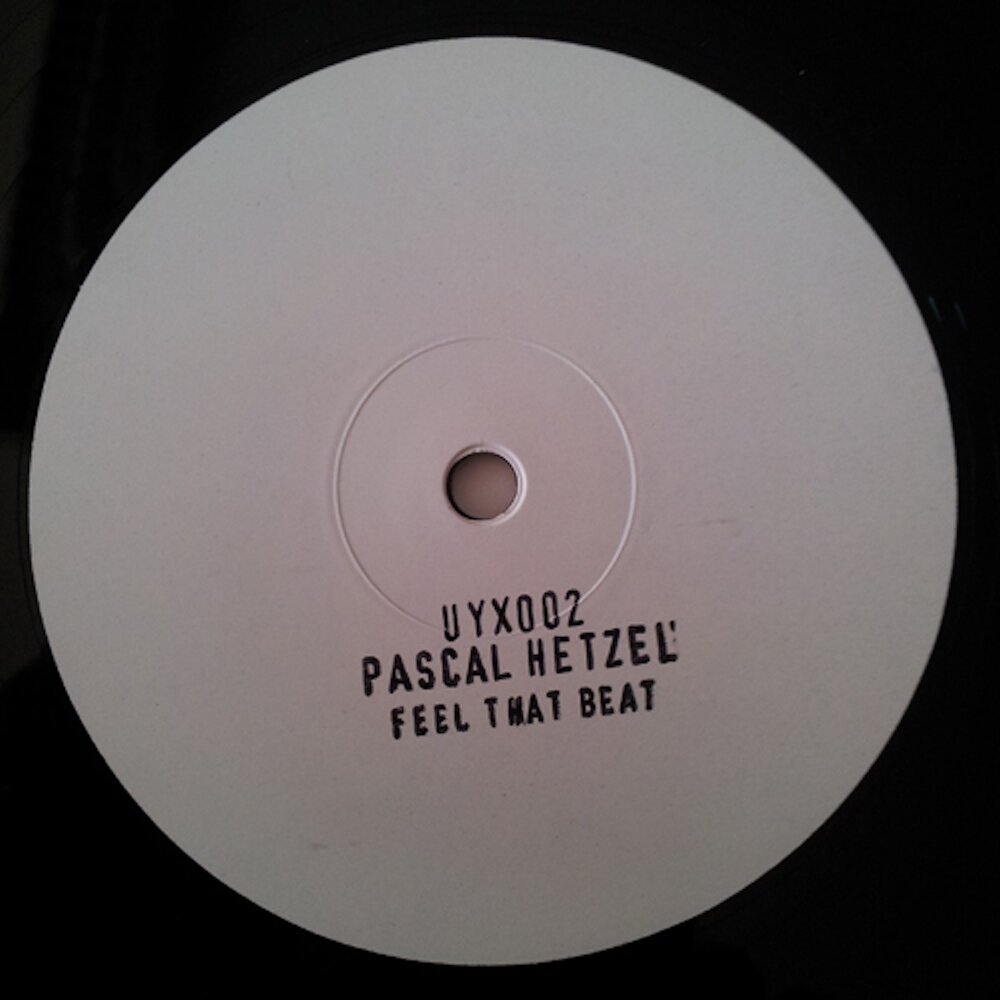 UYX002
PASCAL HETZEL
FEEL THAT BEAT